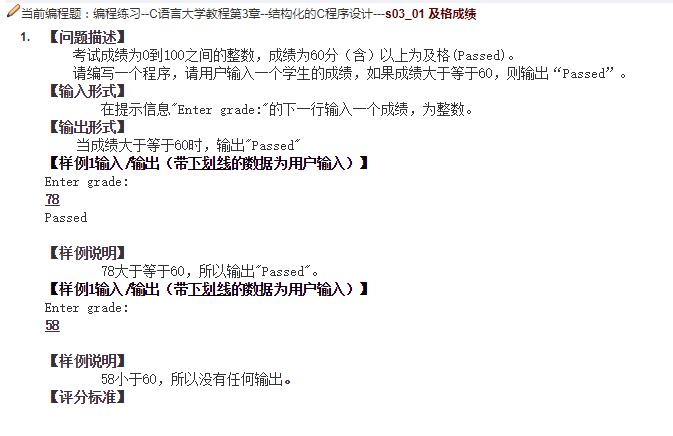 当前编程题：编程练习--C语言大学教程第3章--结构化的C程序设计---s03_01 及格成绩
1. 【问题描述】
考试成绩为0到100之间的整数，成绩为60分（含）以上为及格(Passed)。
请编写一个程序，请用户输入一个学生的成绩，如果成绩大于等于60，则输出“Passed”。
【输入形式】
在提示信息"Enter grade:"的下一行输入一个成绩，为整数。
【输出形式】
当成绩大于等于60时，输出"Passed"
【样例1输入/输出（带下划线的数据为用户输入）】
Enter grade:
78
Passed
【样例说明】
78大于等于60，所以输出"Passed"。
【样例1输入/输出（带下划线的数据为用户输入）】
Enter grade:
58
【样例说明】
58小于60，所以没有任何输出。
【评分标准】